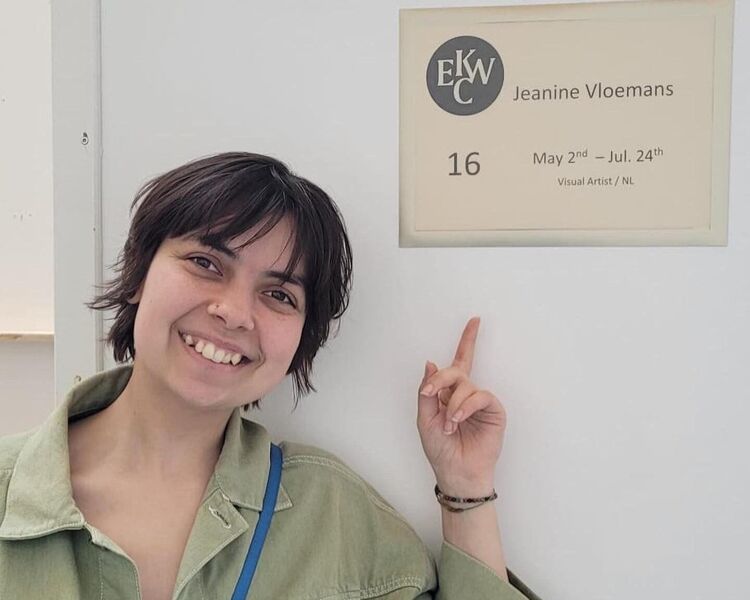 EKWC
Jeanine Vloemans
16
May 2nd – Jul. 24th
Visual Artist / NL